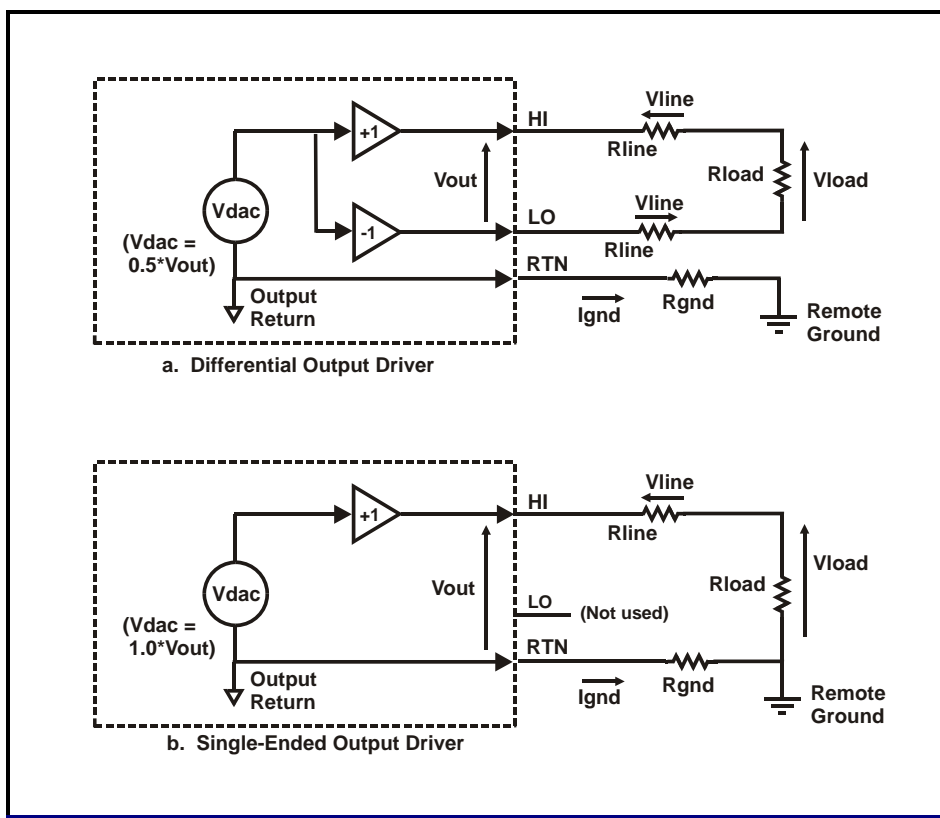 Vline
HI
+1
Rline
Vout
Rload
Vload
Vdac
Vline
LO
-1
Rline
(Vdac =
0.5*Vout)
RTN
Output
Return
Ignd
Rgnd
Remote
Ground
a. Differential Output Driver
Vline
HI
+1
Rline
Vload
Vout
Rload
Vdac
LO
(Not used)
(Vdac =
1.0*Vout)
RTN
Output
Return
Ignd
Rgnd
Remote
Ground
b. Single-Ended Output Driver